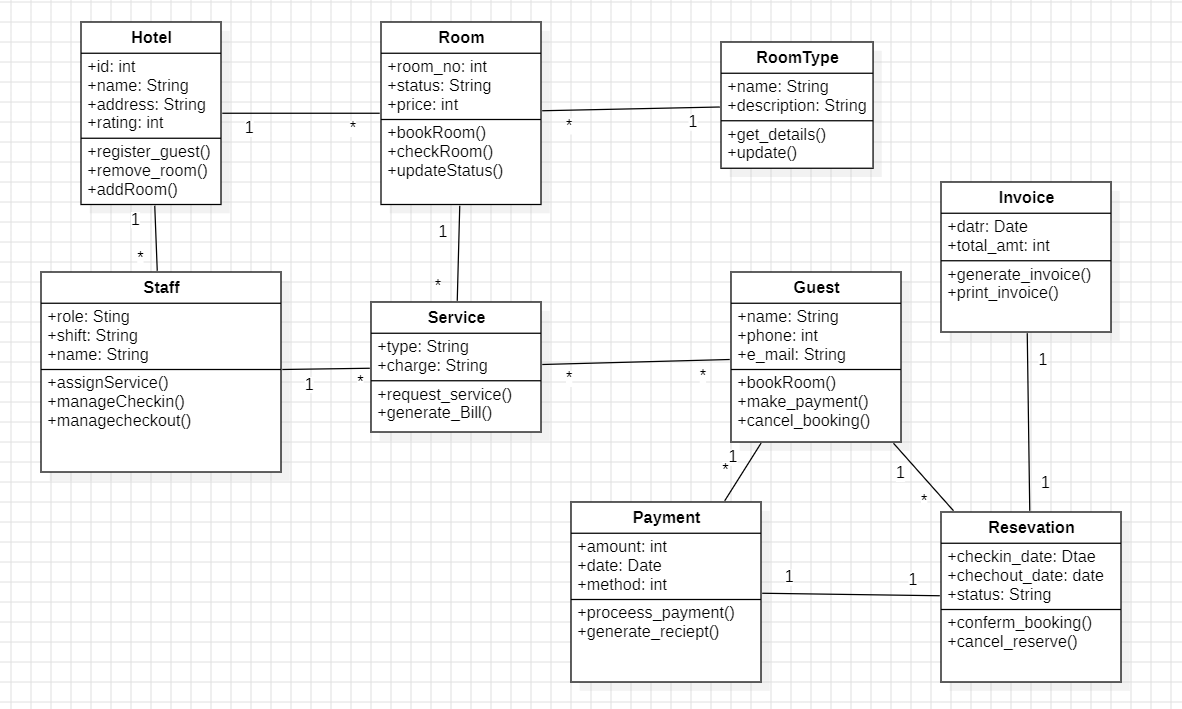 Hotel
+id: int
+name: String
+address: String
+rating: int
+register_guest()
+remove_room()
+addRoom()
Room
+room_no: int
+status: String
+price: int
+bookRoom()
+checkRoom()
+updateStatus()
RoomType
+name: String
+description: String
+get_details()
+update()
1
*
*
1
Invoice
+datr: Date
+total_amt: int
+generate_invoice()
+print_invoice()
1
*
1
*
Staff
+role: Sting
+shift: String
+name: String
+assignService()
+manageCheckin()
+managecheckout()
Service
+type: String
+charge: String
+request_service()
+generate_Bill()
Guest
+name: String
+phone: int
+e_mail: String
+bookRoom()
+make_payment()
+cancel_booking()
1
*
*
*
1
1
1
*
1
*
Payment
+amount: int
+date: Date
+method: int
+proceess_payment()
+generate_reciept()
1
1
Resevation
+checkin_date: Dtae
+chechout_date: date
+status: String
+conferm_booking()
+cancel_reserve()